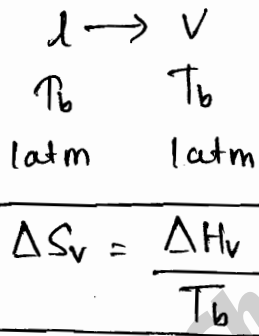 l → V
Tb Tb
1atm 1atm
ΔSv = ΔHv / Tb